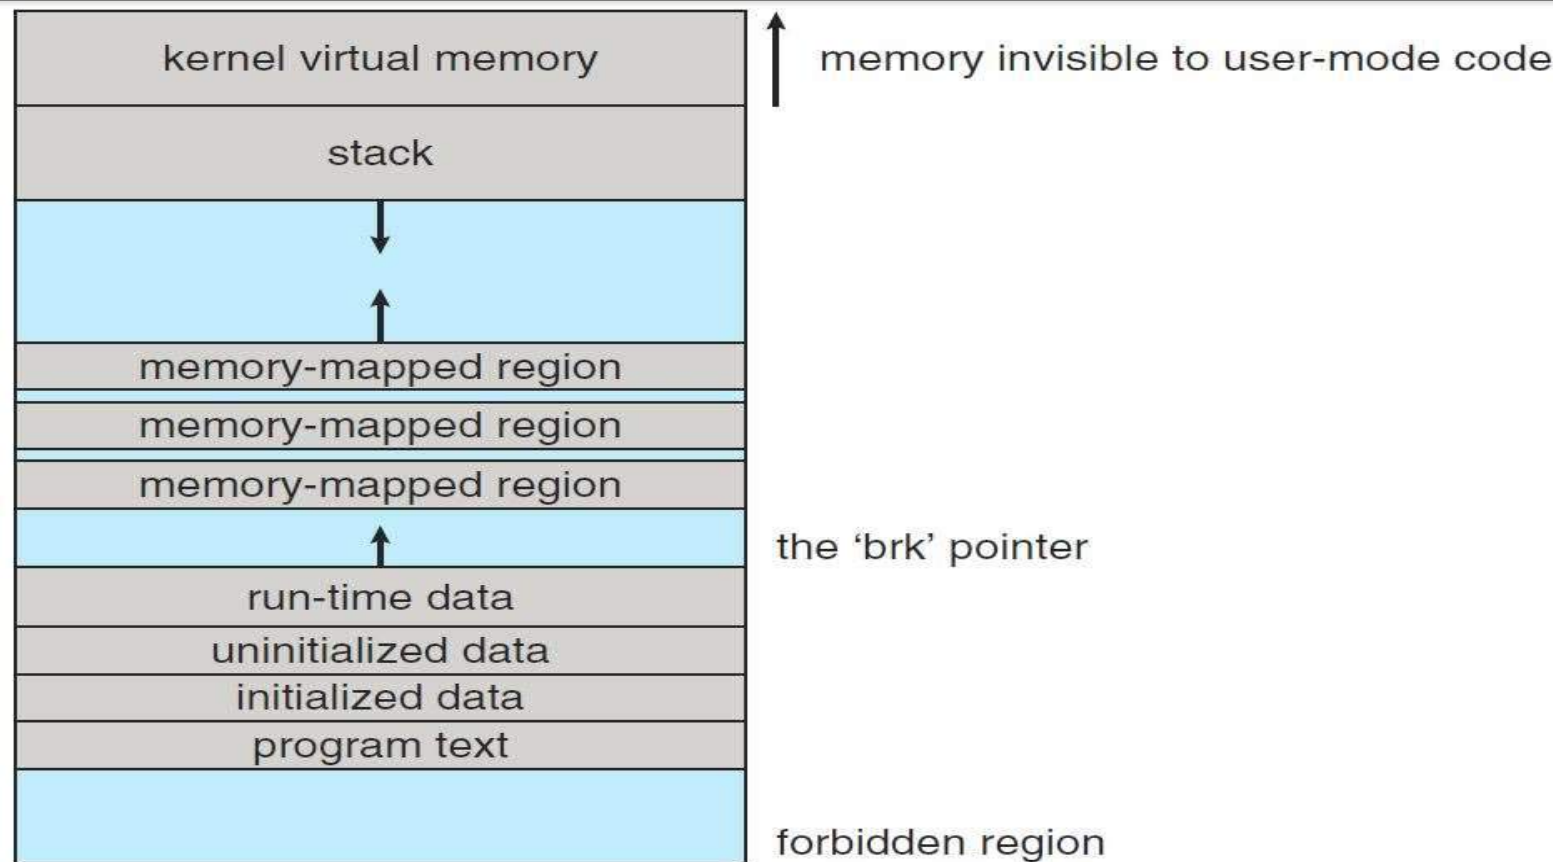 kernel virtual memory
memory invisible to user-mode code
stack
memory-mapped region
memory-mapped region
memory-mapped region
the ‘brk’ pointer
run-time data
uninitialized data
initialized data
program text
forbidden region